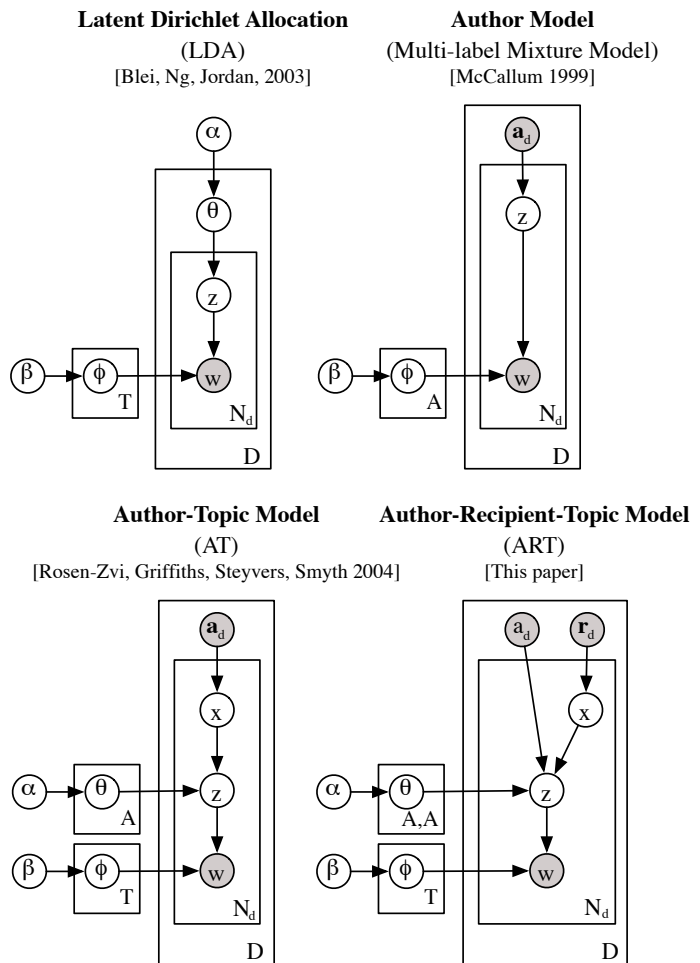 Latent Dirichlet Allocation
(LDA)
[Blei, Ng, Jordan, 2003]
α
θ
z
β
ϕ
w
T
N_d
D
Author Model
(Multi-label Mixture Model)
[McCallum 1999]
a_d
z
β
ϕ
w
A
N_d
D
Author-Topic Model
(AT)
[Rosen-Zvi, Griffiths, Steyvers, Smyth 2004]
a_d
x
α
θ
z
A
β
ϕ
w
T
N_d
D
Author-Recipient-Topic Model
(ART)
[This paper]
a_d
r_d
x
α
θ
z
A,A
β
ϕ
w
T
N_d
D